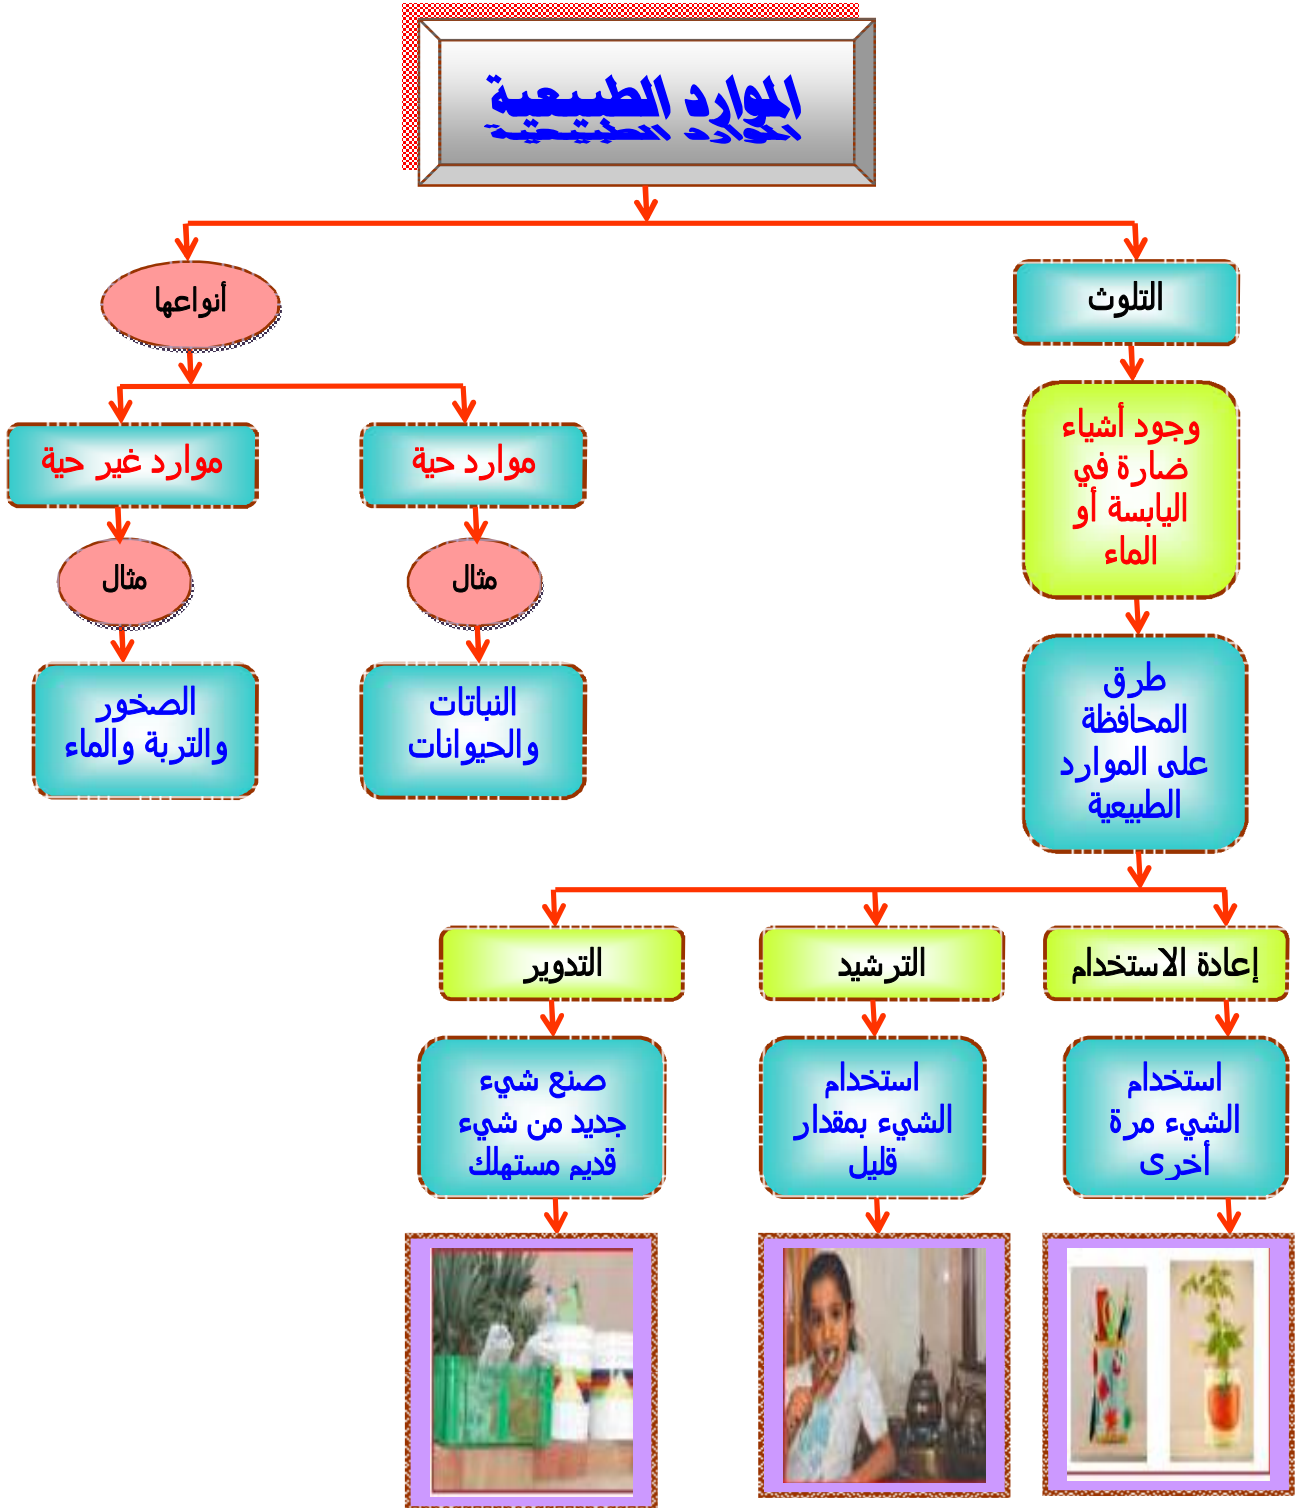 الموارد الطبيعية
التلوث
وجود أشياء
ضارة في
اليابسة أو
الماء
طرق
المحافظة
على الموارد
الطبيعية
إعادة الاستخدام
استخدام
الشيء مرة
أخرى
الترشيد
استخدام
الشيء بمقدار
قليل
التدوير
صنع شيء
جديد من شيء
قديم مستهلك
أنواعها
موارد حية
مثال
النباتات
والحيوانات
موارد غير حية
مثال
الصخور
والتربة والماء